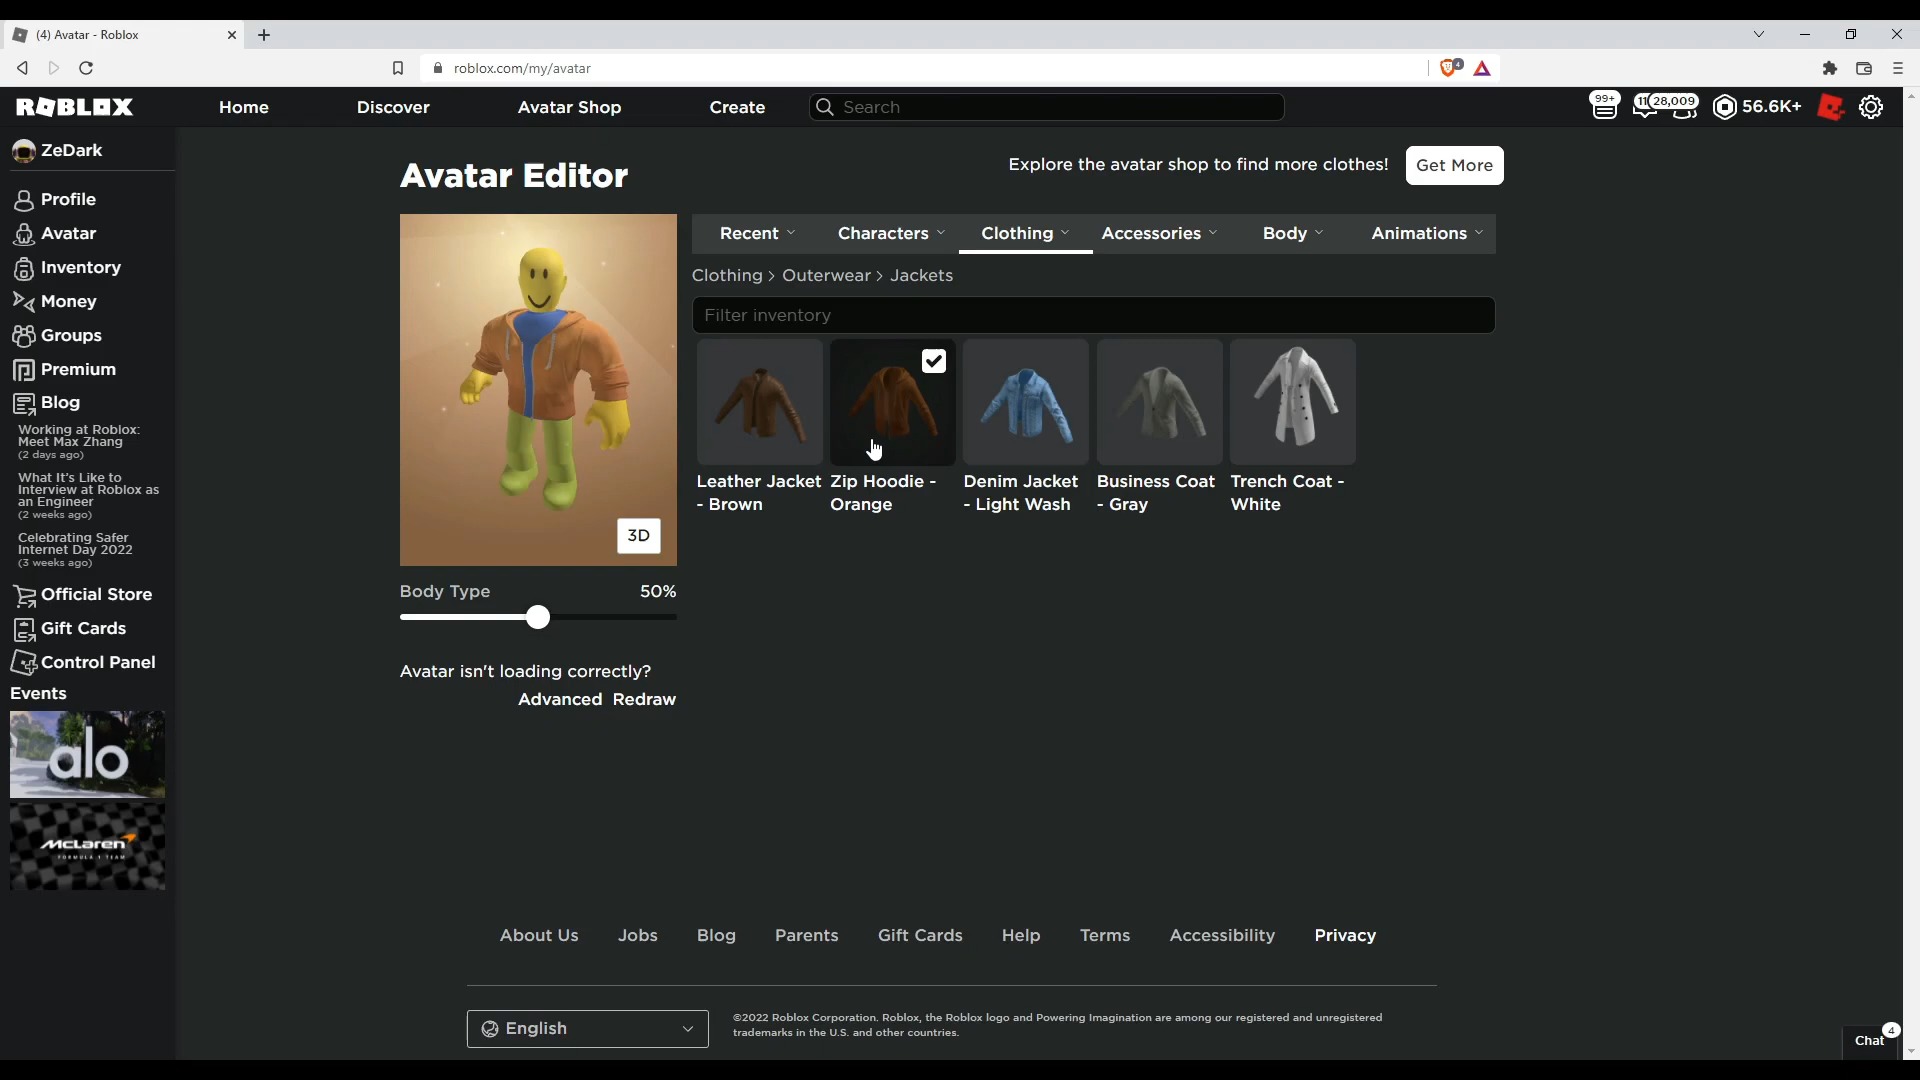 (4) Avatar - Roblox
roblox.com/my/avatar
4
ROBLOX
Home
Discover
Avatar Shop
Create
Search
99+
11
28,009
56.6K+
ZeDark
Profile
Avatar
Inventory
Money
Groups
Premium
Blog
Working at Roblox:
Meet Max Zhang
(2 days ago)
What It's Like to
Interview at Roblox as
an Engineer
(2 weeks ago)
Celebrating Safer
Internet Day 2022
(3 weeks ago)
Official Store
Gift Cards
Control Panel
Events
alo
McLaren
FORMULA 1 TEAM
Avatar Editor
Explore the avatar shop to find more clothes!
Get More
3D
Body Type
50%
Avatar isn't loading correctly?
Advanced Redraw
Recent
Characters
Clothing
Accessories
Body
Animations
Clothing > Outerwear > Jackets
Filter inventory
Leather Jacket
- Brown
Zip Hoodie -
Orange
Denim Jacket
- Light Wash
Business Coat
- Gray
Trench Coat -
White
About Us
Jobs
Blog
Parents
Gift Cards
Help
Terms
Accessibility
Privacy
English
©2022 Roblox Corporation. Roblox, the Roblox logo and Powering Imagination are among our registered and unregistered
trademarks in the U.S. and other countries.
Chat
4